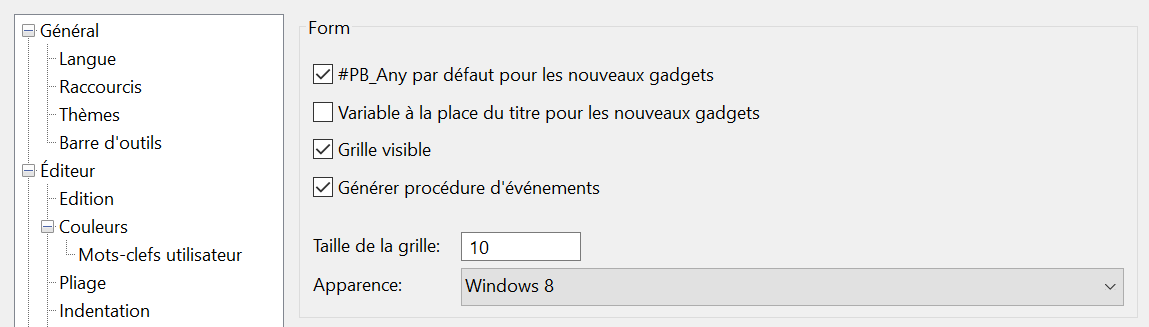 Général
Langue
Raccourcis
Thèmes
Barre d'outils
Éditeur
Edition
Couleurs
Mots-clefs utilisateur
Pliage
Indentation
Form
#PB_Any par défaut pour les nouveaux gadgets
Variable à la place du titre pour les nouveaux gadgets
Grille visible
Générer procédure d'événements
Taille de la grille: 10
Apparence: Windows 8